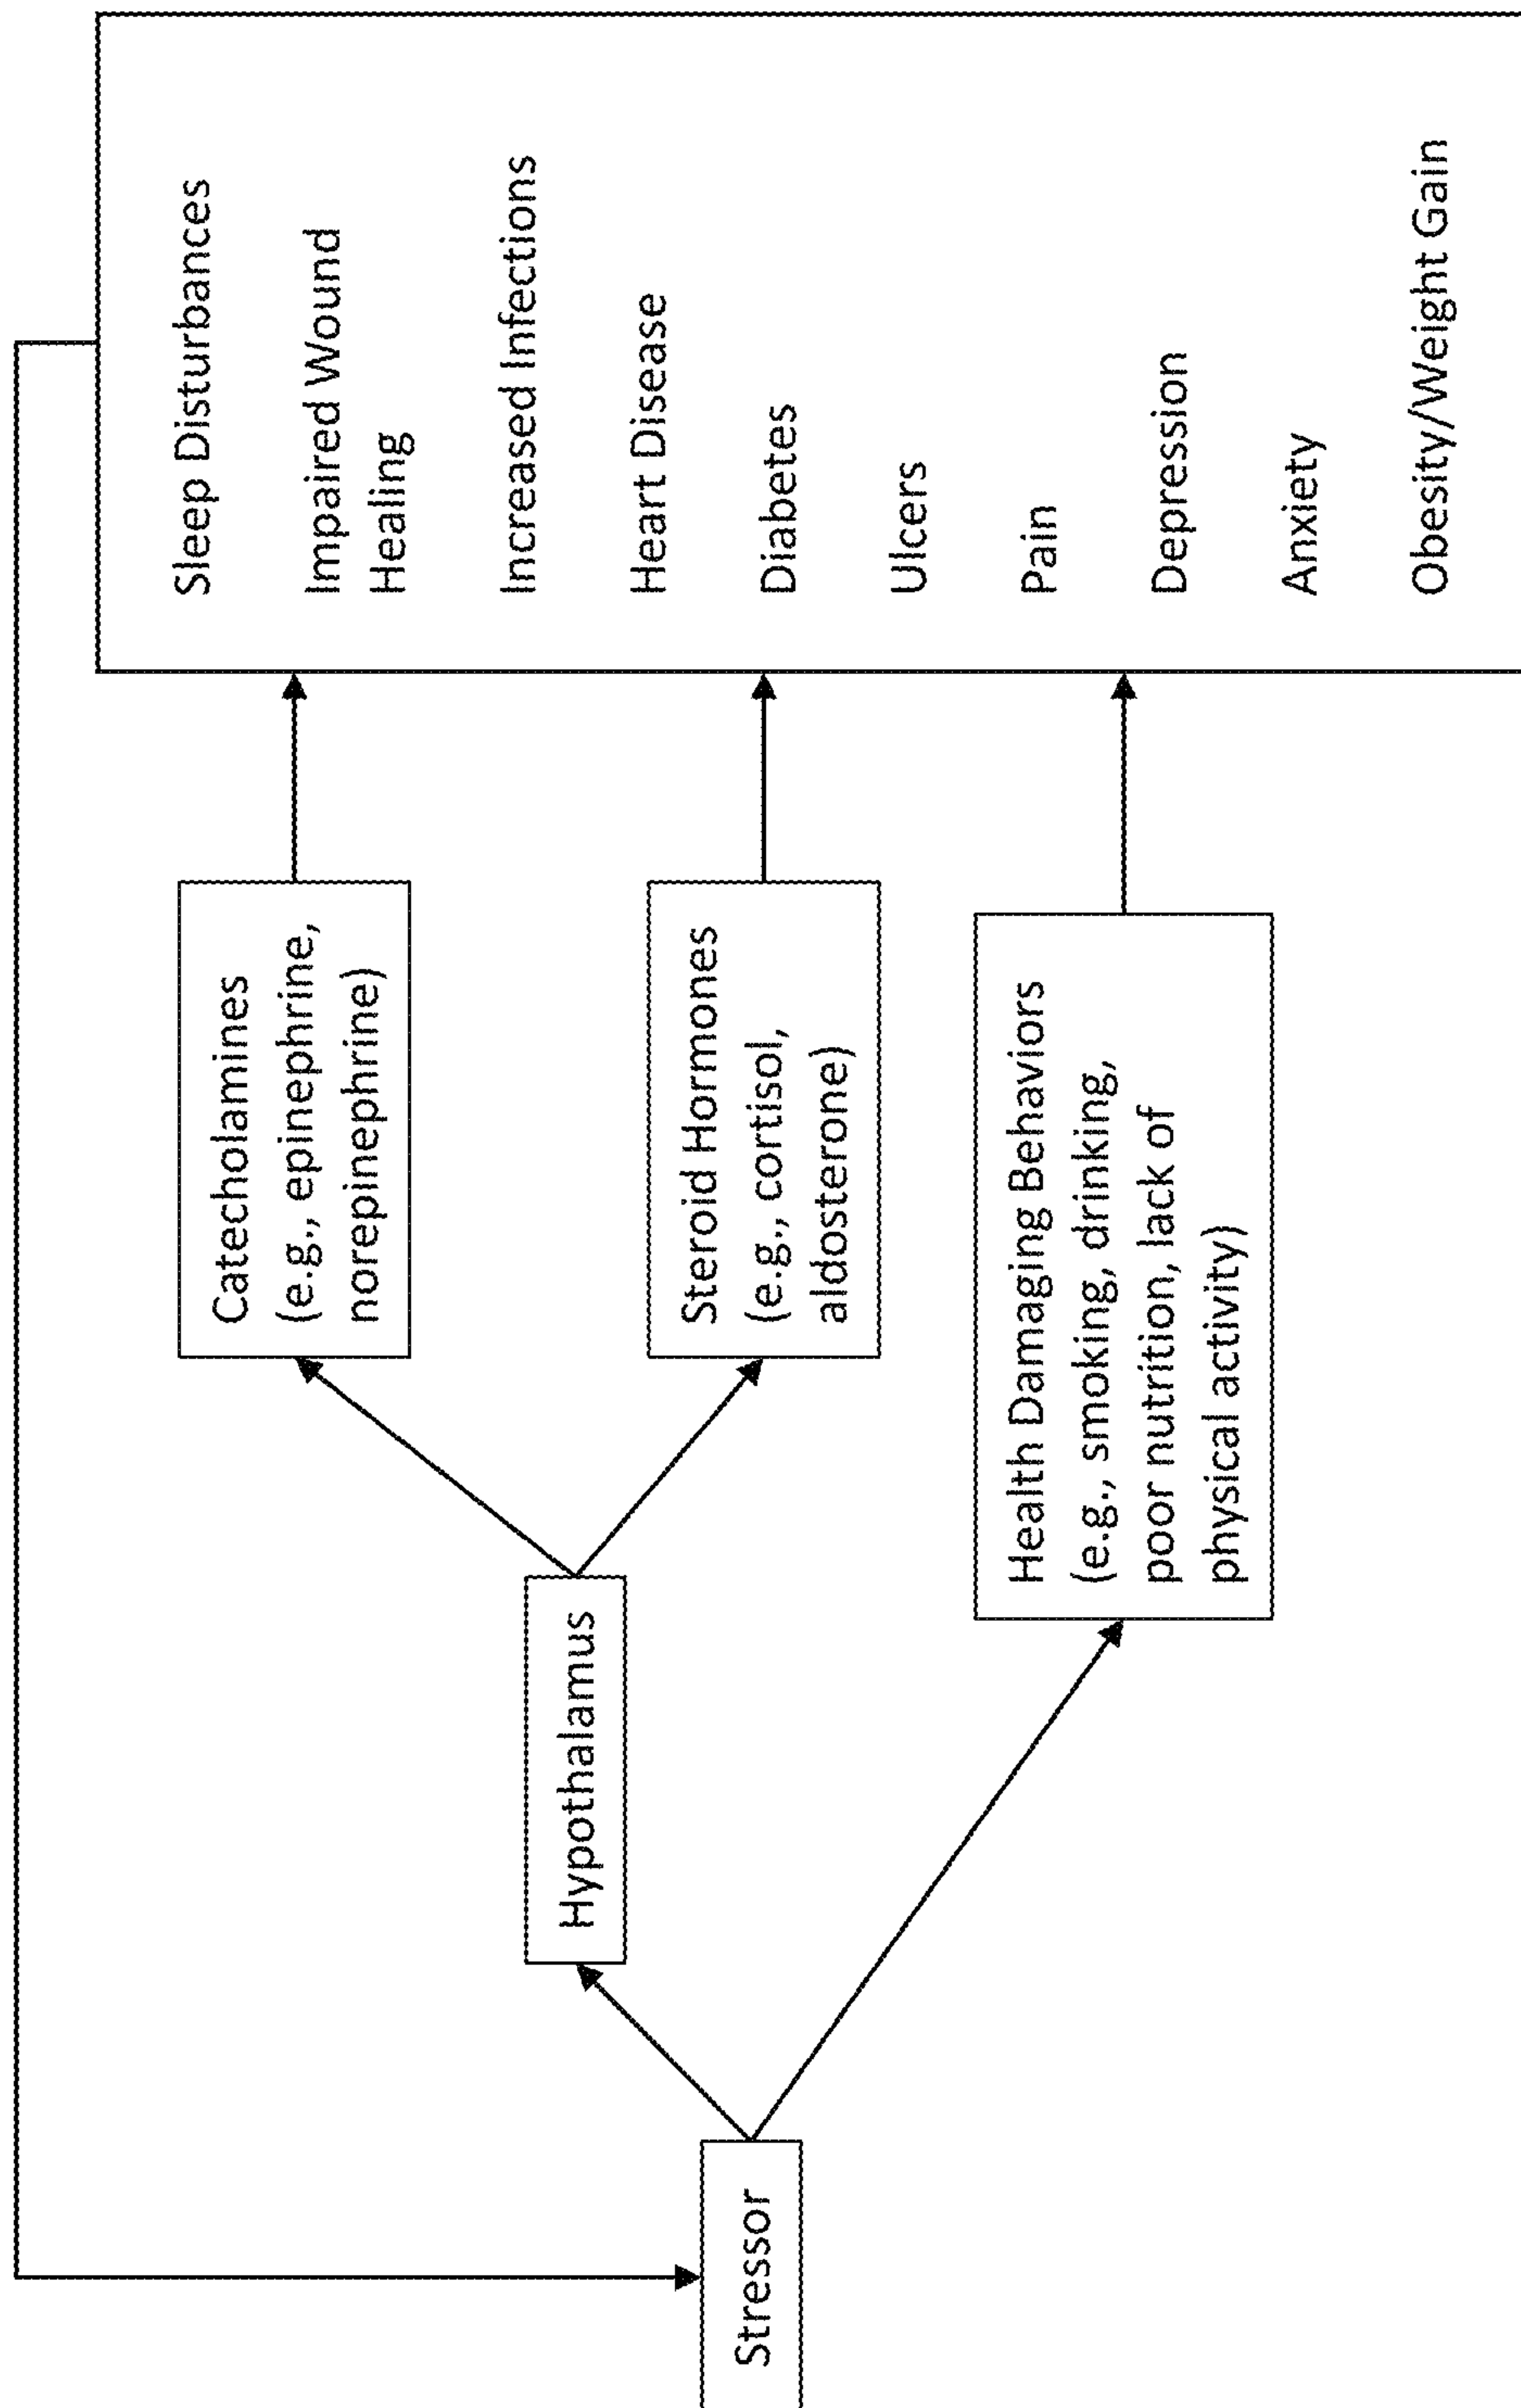 Stressor
Hypothalamus
Catecholamines
(e.g., epinephrine,
norepinephrine)
Steroid Hormones
(e.g., cortisol,
aldosterone)
Health Damaging Behaviors
(e.g., smoking, drinking,
poor nutrition, lack of
physical activity)
Sleep Disturbances
Impaired Wound
Healing
Increased Infections
Heart Disease
Diabetes
Ulcers
Pain
Depression
Anxiety
Obesity/Weight Gain